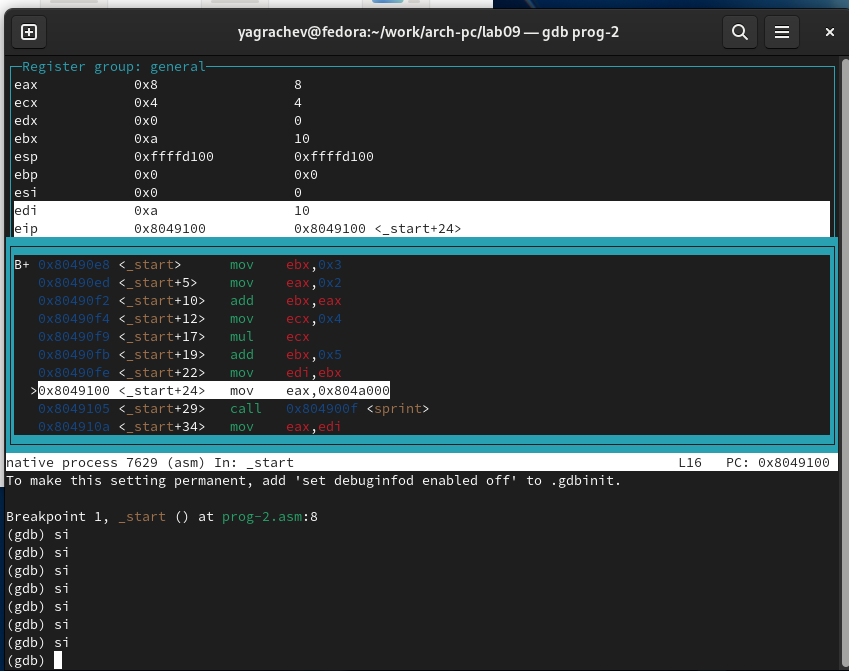 yagrachev@fedora:~/work/arch-pc/lab09 — gdb prog-2
Register group: general
eax 0x8 8
ecx 0x4 4
edx 0x0 0
ebx 0xa 10
esp 0xffffd100 0xffffd100
ebp 0x0 0x0
esi 0x0 0
edi 0xa 10
eip 0x8049100 0x8049100 <_start+24>
B+ 0x80490e8 <_start> mov ebx,0x3
0x80490ed <_start+5> mov eax,0x2
0x80490f2 <_start+10> add ebx,eax
0x80490f4 <_start+12> mov ecx,0x4
0x80490f9 <_start+17> mul ecx
0x80490fb <_start+19> add ebx,0x5
0x80490fe <_start+22> mov edi,ebx
>0x8049100 <_start+24> mov eax,0x804a000
0x8049105 <_start+29> call 0x804900f <sprint>
0x804910a <_start+34> mov eax,edi
native process 7629 (asm) In: _start L16 PC: 0x8049100
To make this setting permanent, add 'set debuginfod enabled off' to .gdbinit.
Breakpoint 1, _start () at prog-2.asm:8
(gdb) si
(gdb) si
(gdb) si
(gdb) si
(gdb) si
(gdb) si
(gdb) si
(gdb)